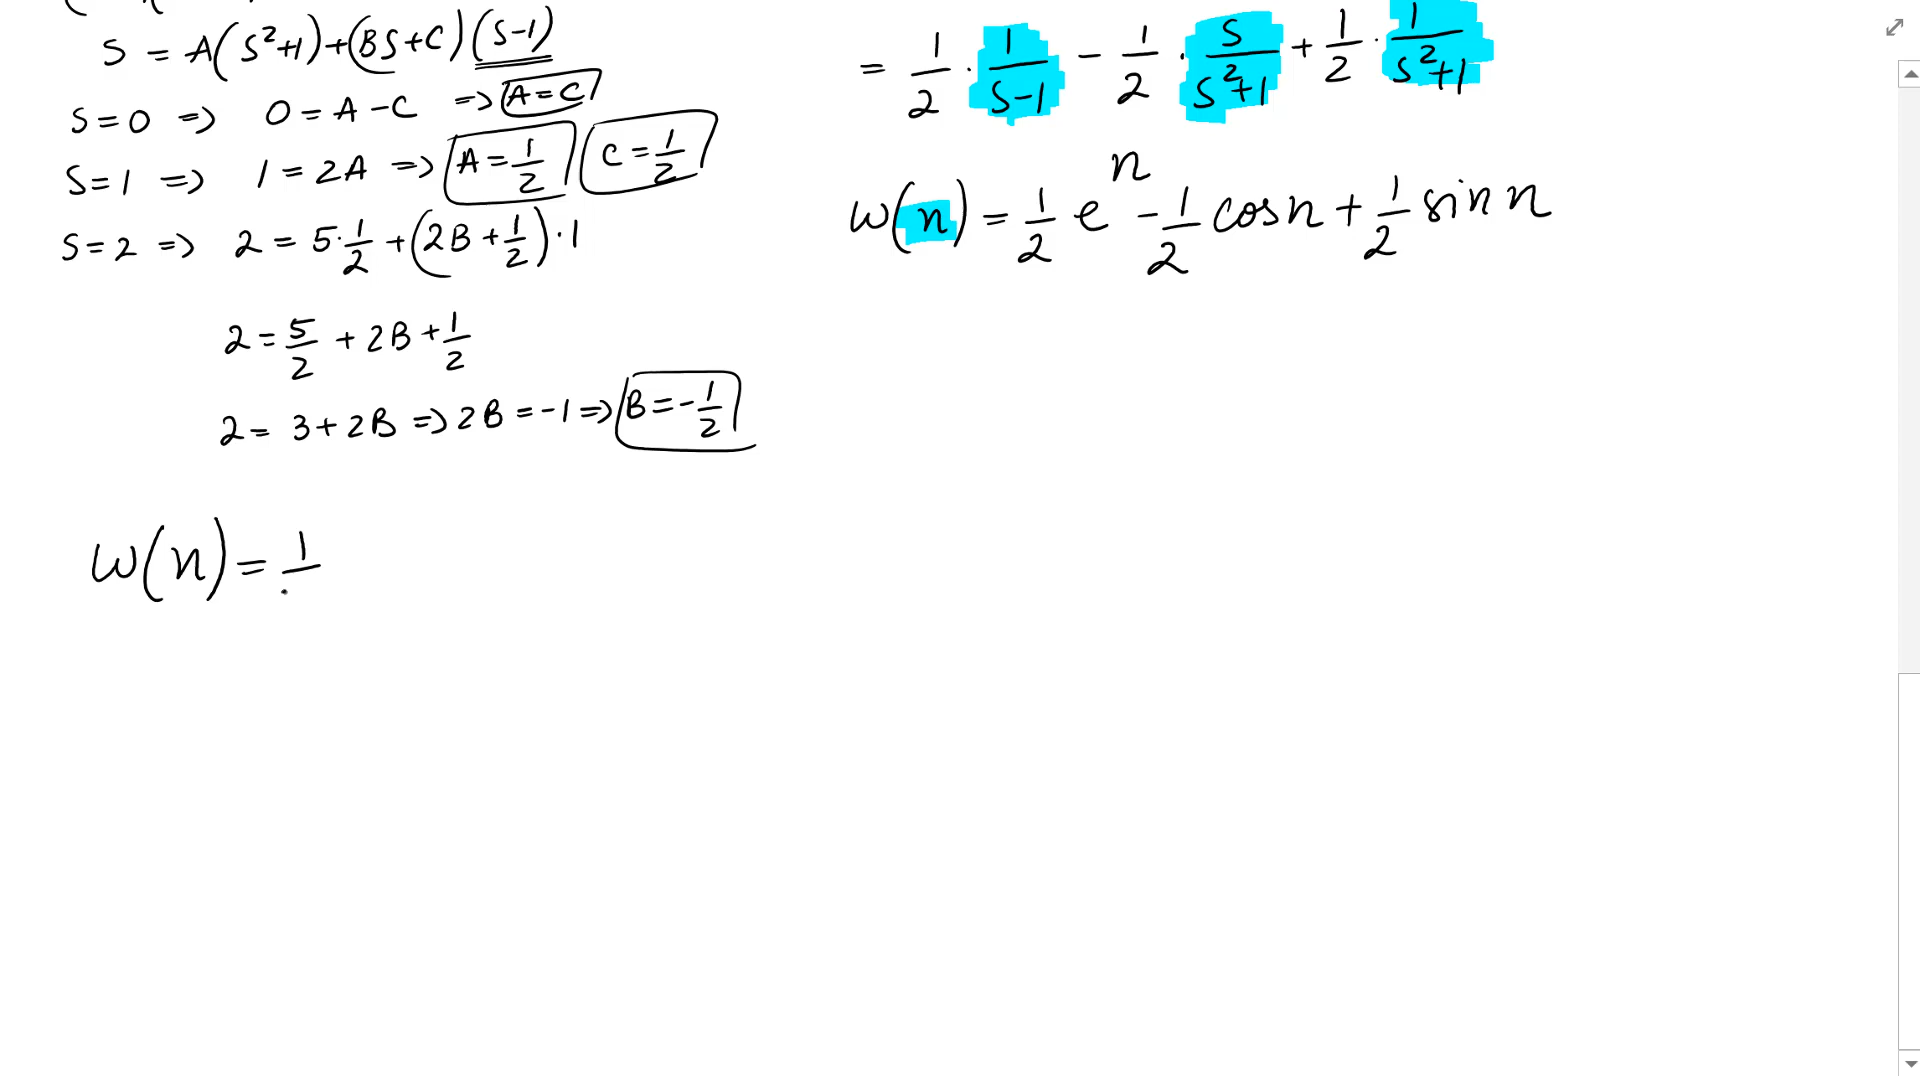 S = A(S²+1)+(BS+C)(S-1)
S=0 => 0=A-C => A=C
S=1 => 1=2A => A=1/2 C=1/2
S=2 => 2=5·1/2+(2B+1/2)·1
2=5/2+2B+1/2
2=3+2B=>2B=-1=>B=-1/2
w(n)=1
= 1/2·1/(S-1) - 1/2·S/(S²+1) + 1/2·1/(S²+1)
w(n)=1/2 eⁿ - 1/2 cosn + 1/2 sin n